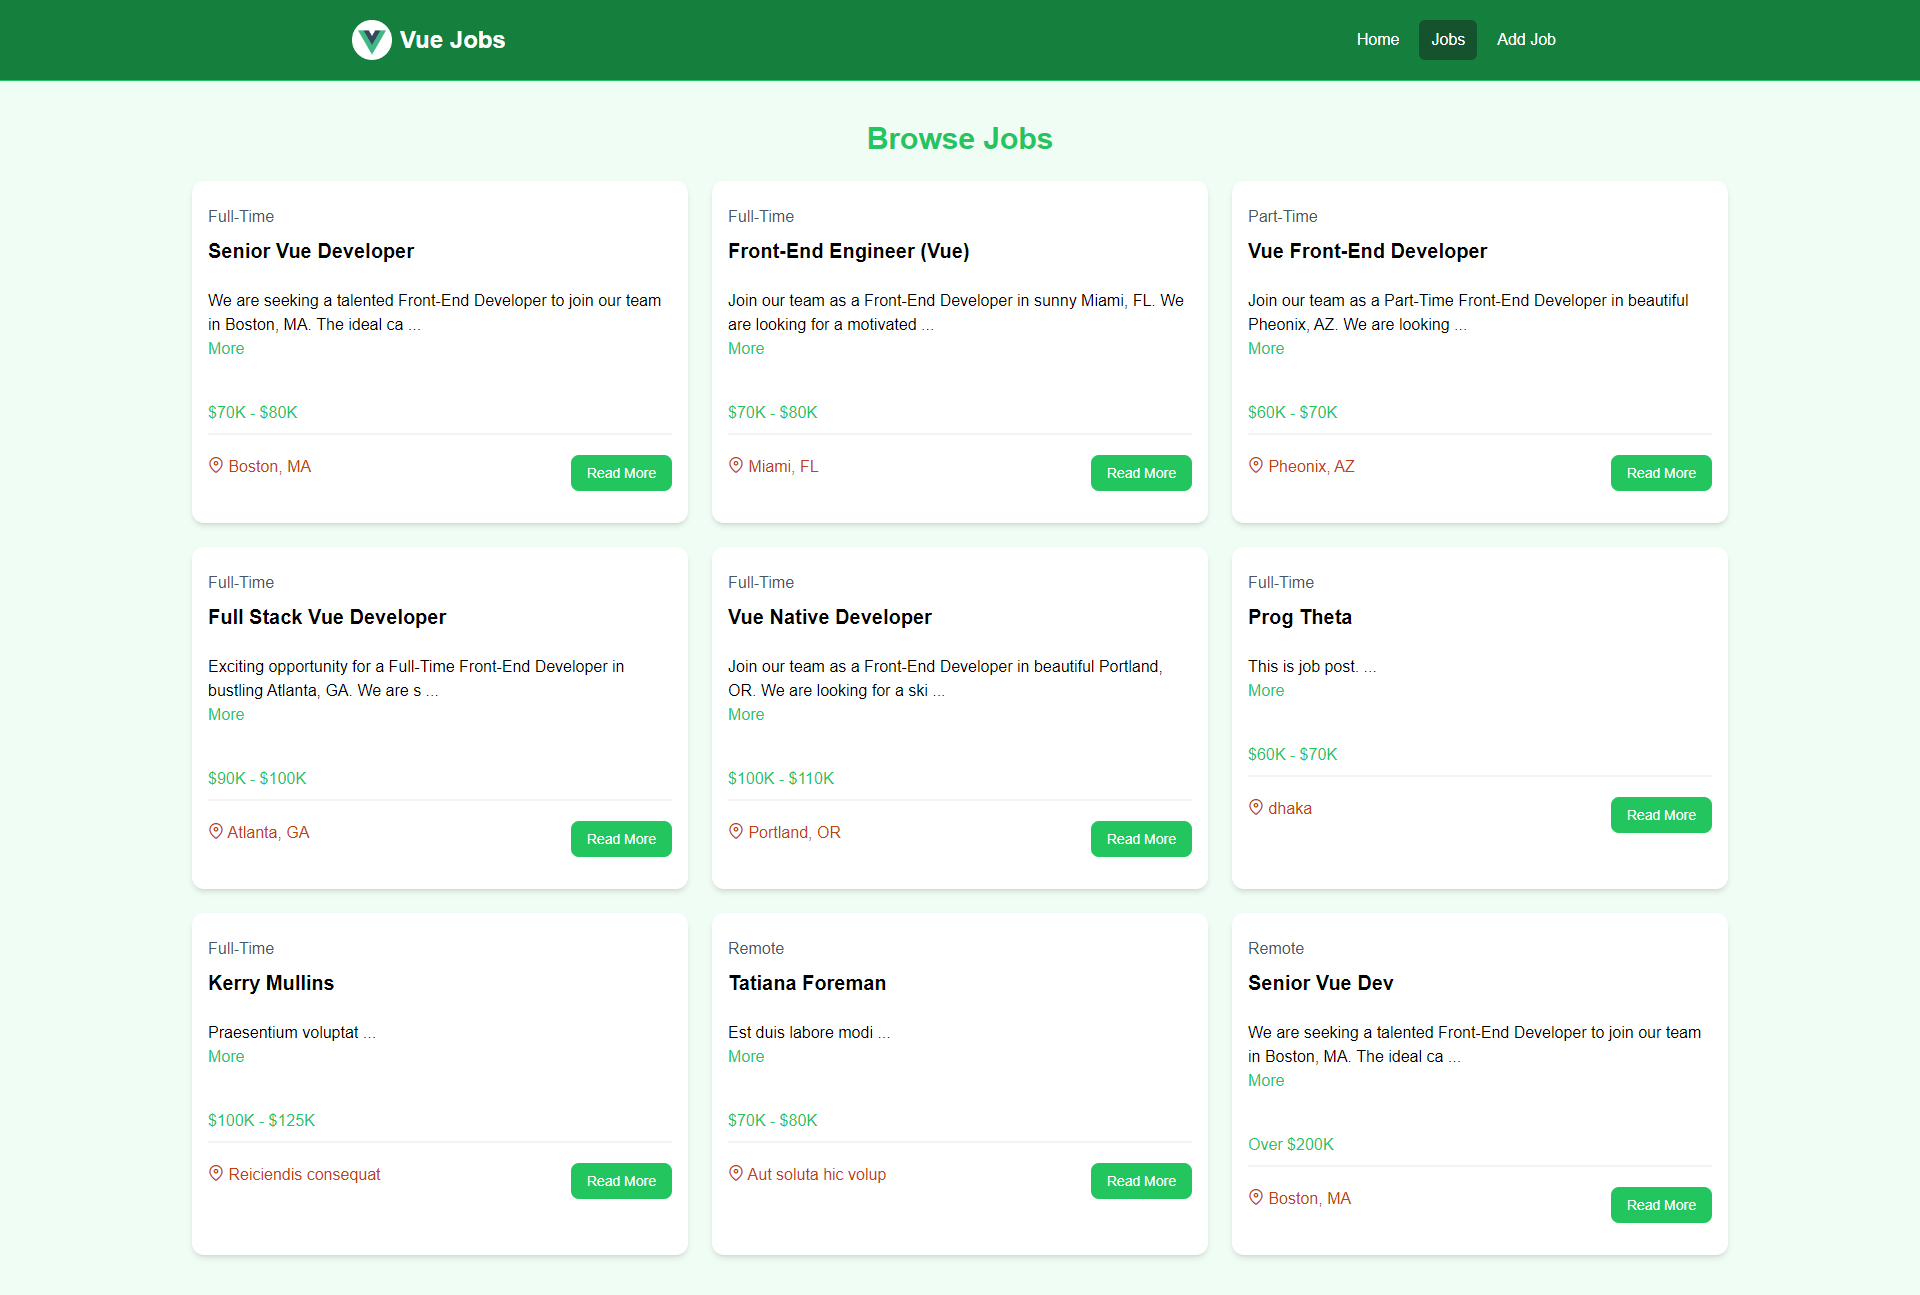 Vue Jobs
Home
Jobs
Add Job
Browse Jobs
Full-Time
Senior Vue Developer
We are seeking a talented Front-End Developer to join our team
in Boston, MA. The ideal ca ...
More
$70K - $80K
Boston, MA
Read More
Full-Time
Front-End Engineer (Vue)
Join our team as a Front-End Developer in sunny Miami, FL. We
are looking for a motivated ...
More
$70K - $80K
Miami, FL
Read More
Part-Time
Vue Front-End Developer
Join our team as a Part-Time Front-End Developer in beautiful
Pheonix, AZ. We are looking ...
More
$60K - $70K
Pheonix, AZ
Read More
Full-Time
Full Stack Vue Developer
Exciting opportunity for a Full-Time Front-End Developer in
bustling Atlanta, GA. We are s ...
More
$90K - $100K
Atlanta, GA
Read More
Full-Time
Vue Native Developer
Join our team as a Front-End Developer in beautiful Portland,
OR. We are looking for a ski ...
More
$100K - $110K
Portland, OR
Read More
Full-Time
Prog Theta
This is job post. ...
More
$60K - $70K
dhaka
Read More
Full-Time
Kerry Mullins
Praesentium voluptat ...
More
$100K - $125K
Reiciendis consequat
Read More
Remote
Tatiana Foreman
Est duis labore modi ...
More
$70K - $80K
Aut soluta hic volup
Read More
Remote
Senior Vue Dev
We are seeking a talented Front-End Developer to join our team
in Boston, MA. The ideal ca ...
More
Over $200K
Boston, MA
Read More